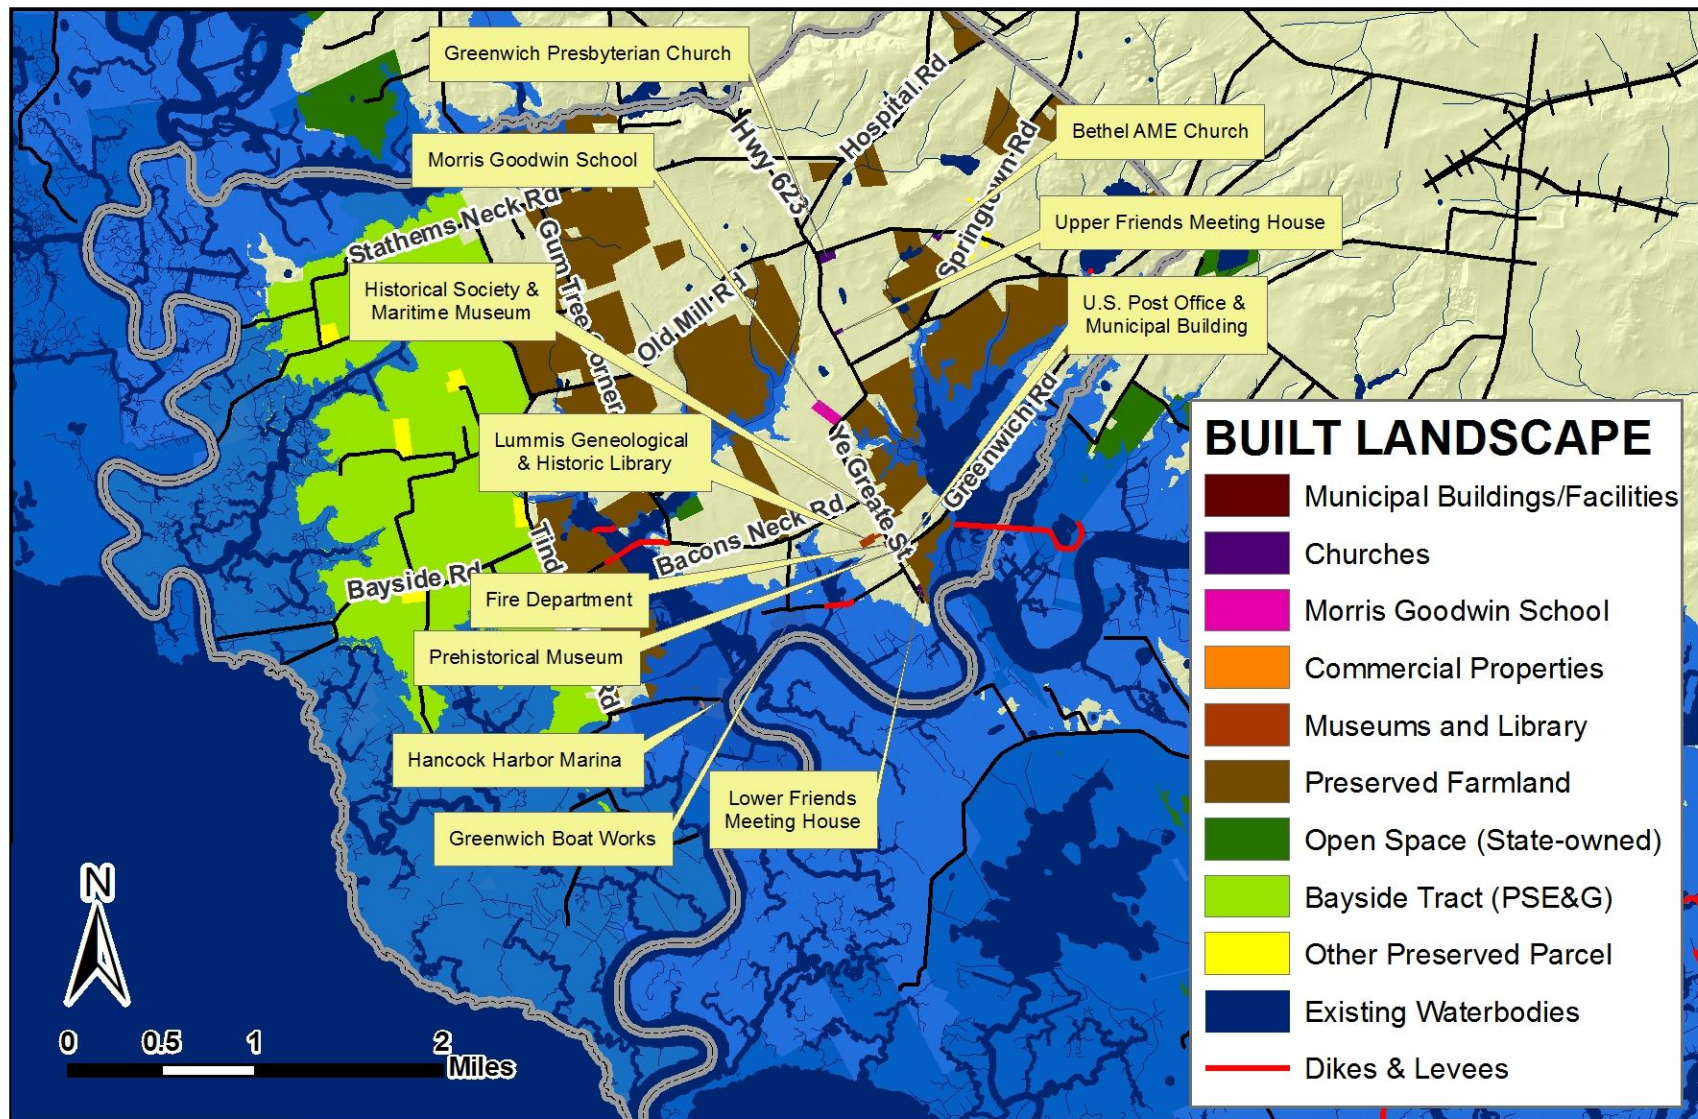 Greenwich Presbyterian Church
Hospital Rd
Hwy 623
Bethel AME Church
Morris Goodwin School
Springtown Rd
Stathems Neck Rd
Upper Friends Meeting House
Gum Tree Corner
Historical Society &
Maritime Museum
Old Mill Rd
U.S. Post Office &
Municipal Building
Greenwich Rd
Ye Greate St
Lummis Geneological
& Historic Library
Bacons Neck Rd
Tind
Rd
Bayside Rd
Fire Department
Prehistorical Museum
Hancock Harbor Marina
Lower Friends
Meeting House
Greenwich Boat Works
N
0 0.5 1 2
Miles
BUILT LANDSCAPE
Municipal Buildings/Facilities
Churches
Morris Goodwin School
Commercial Properties
Museums and Library
Preserved Farmland
Open Space (State-owned)
Bayside Tract (PSE&G)
Other Preserved Parcel
Existing Waterbodies
Dikes & Levees